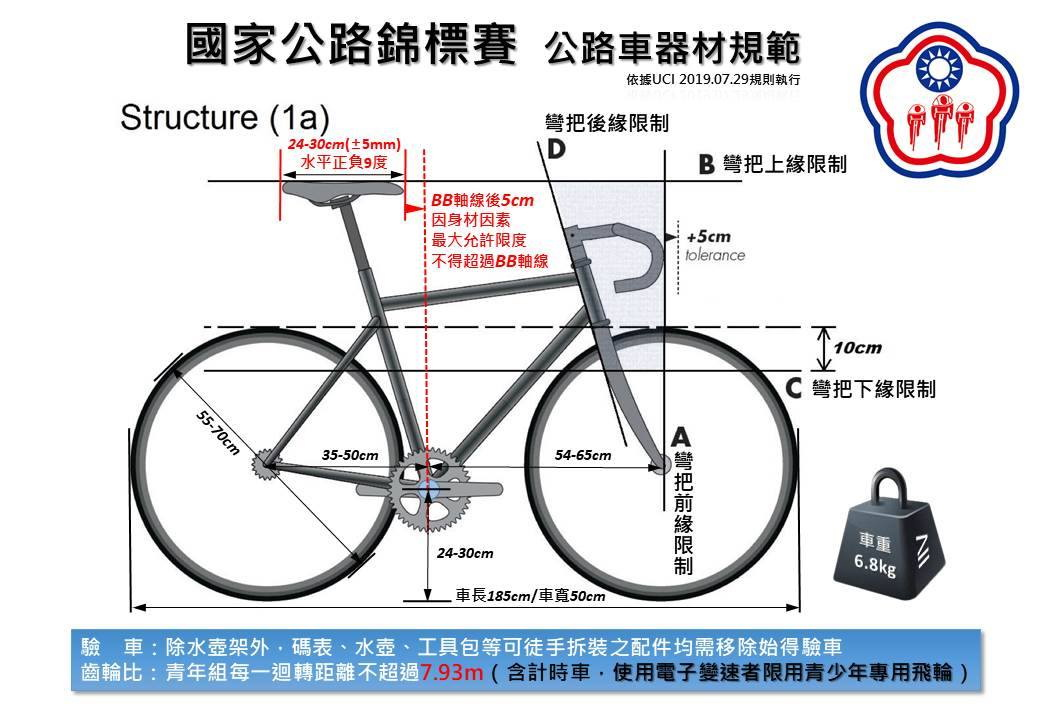 國家公路錦標賽 公路車器材規範
依據UCI 2019.07.29規則執行
Structure (1a)
24-30cm(±5mm)
水平正負9度
彎把後緣限制
D
B 彎把上緣限制
BB軸線後5cm
因身材因素
最大允許限度
不得超過BB軸線
+5cm
tolerance
10cm
C 彎把下緣限制
55-70cm
35-50cm
54-65cm
A
彎把前緣限制
24-30cm
車重
6.8kg
車長185cm/車寬50cm
驗 車：除水壺架外，碼表、水壺、工具包等可徒手拆裝之配件均需移除始得驗車
齒輪比：青年組每一迴轉距離不超過7.93m（含計時車，使用電子變速者限用青少年專用飛輪）